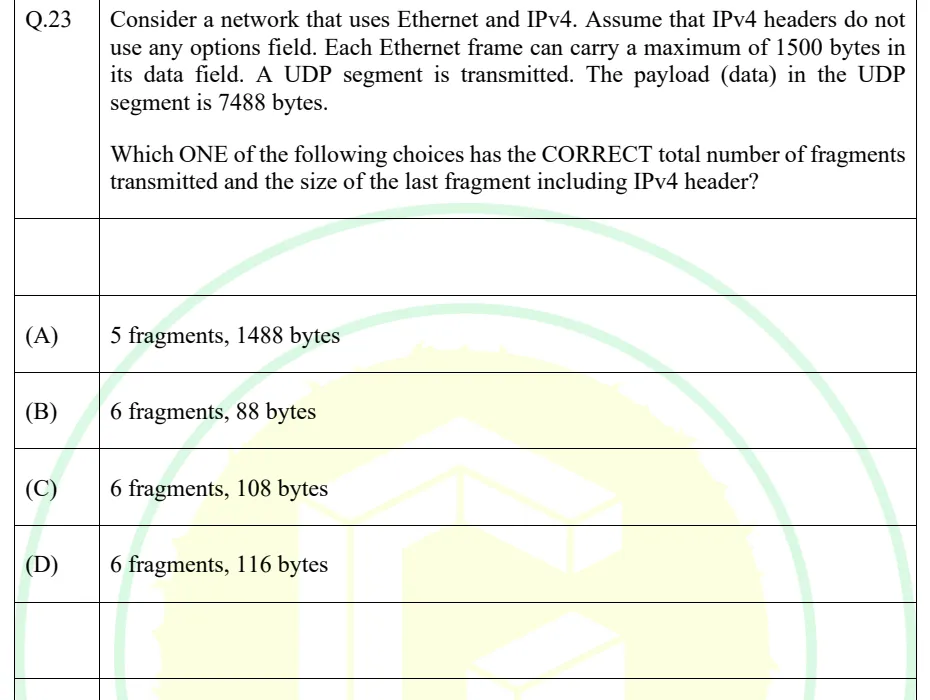 Q.23 Consider a network that uses Ethernet and IPv4. Assume that IPv4 headers do not
use any options field. Each Ethernet frame can carry a maximum of 1500 bytes in
its data field. A UDP segment is transmitted. The payload (data) in the UDP
segment is 7488 bytes.
Which ONE of the following choices has the CORRECT total number of fragments
transmitted and the size of the last fragment including IPv4 header?
(A) 5 fragments, 1488 bytes
(B) 6 fragments, 88 bytes
(C) 6 fragments, 108 bytes
(D) 6 fragments, 116 bytes